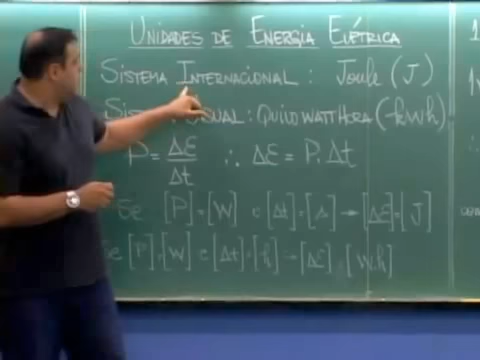 UNIDADES DE ENERGIA ELÉTRICA
SISTEMA INTERNACIONAL : Joule (J)
USUAL : QUILOWATT HORA (kWh)
P = ΔE/Δt ∴ ΔE = P. Δt
Se [P] = [W] e [Δt] = [s] → [ΔE] = [J]
Se [P] = [W] e [Δt] = [h] → [ΔE] = [W.h]